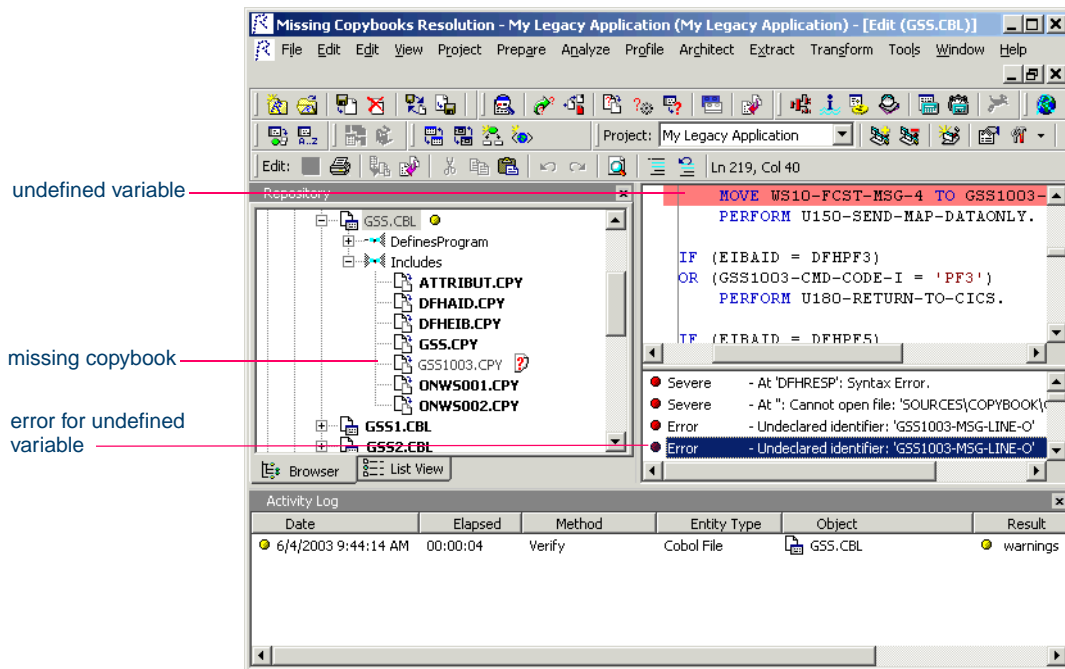 Missing Copybooks Resolution - My Legacy Application (My Legacy Application) - [Edit (GSS.CBL)]
File Edit Edit View Project Prepare Analyze Profile Architect Extract Transform Tools Window Help
Project: My Legacy Application
Edit: Ln 219, Col 40
undefined variable
missing copybook
error for undefined
variable
Repository
GSS.CBL
DefinesProgram
Includes
ATTRIBUT.CPY
DFHAID.CPY
DFHEIB.CPY
GSS.CPY
GSS1003.CPY
ONWS001.CPY
ONWS002.CPY
GSS1.CBL
GSS2.CBL
Browser List View
MOVE WS10-FCST-MSG-4 TO GSS1003-
PERFORM U150-SEND-MAP-DATAONLY.
IF (EIBAID = DFHPF3)
OR (GSS1003-CMD-CODE-I = 'PF3')
PERFORM U180-RETURN-TO-CICS.
IF (EIBAID = DFHPF5)
Severe - At 'DFHRESP': Syntax Error.
Severe - At '': Cannot open file: 'SOURCES\COPYBOOK\
Error - Undeclared identifier: 'GSS1003-MSG-LINE-O'
Error - Undeclared identifier: 'GSS1003-MSG-LINE-O'
Activity Log
Date Elapsed Method Entity Type Object Result
6/4/2003 9:44:14 AM 00:00:04 Verify Cobol File GSS.CBL warnings